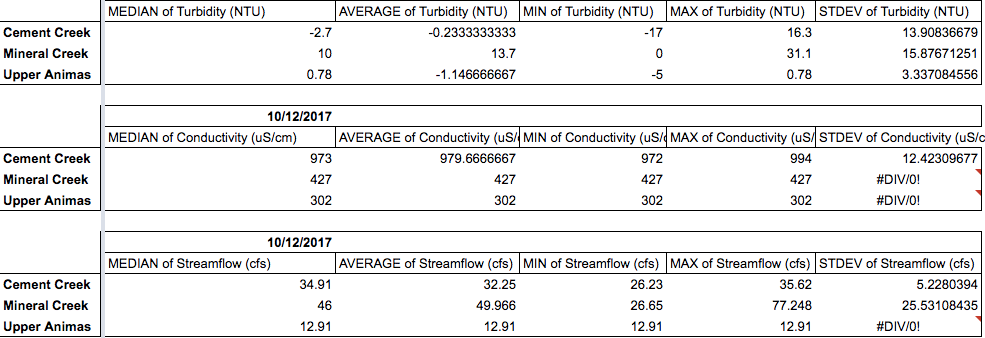 MEDIAN of Turbidity (NTU) AVERAGE of Turbidity (NTU) MIN of Turbidity (NTU) MAX of Turbidity (NTU) STDEV of Turbidity (NTU)
Cement Creek -2.7 -0.2333333333 -17 16.3 13.90836679
Mineral Creek 10 13.7 0 31.1 15.87671251
Upper Animas 0.78 -1.146666667 -5 0.78 3.337084556
10/12/2017
MEDIAN of Conductivity (uS/cm) AVERAGE of Conductivity (uS/ MIN of Conductivity (uS/ MAX of Conductivity (uS/ STDEV of Conductivity (uS/c
Cement Creek 973 979.6666667 972 994 12.42309677
Mineral Creek 427 427 427 427 #DIV/0!
Upper Animas 302 302 302 302 #DIV/0!
10/12/2017
MEDIAN of Streamflow (cfs) AVERAGE of Streamflow (cfs) MIN of Streamflow (cfs) MAX of Streamflow (cfs) STDEV of Streamflow (cfs)
Cement Creek 34.91 32.25 26.23 35.62 5.2280394
Mineral Creek 46 49.966 26.65 77.248 25.53108435
Upper Animas 12.91 12.91 12.91 12.91 #DIV/0!